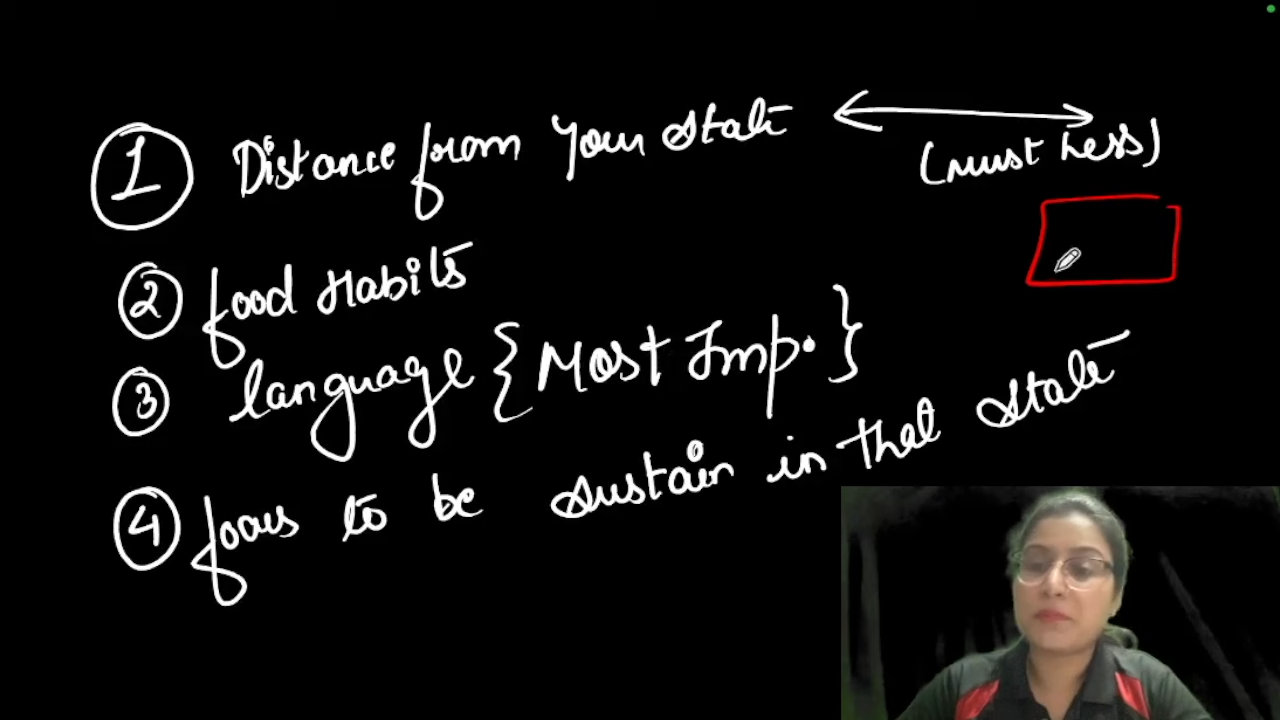 1 Distance from your state
(must Less)
2 food Habits
3 language {Most Imp.}
4 focus to be sustain in that state